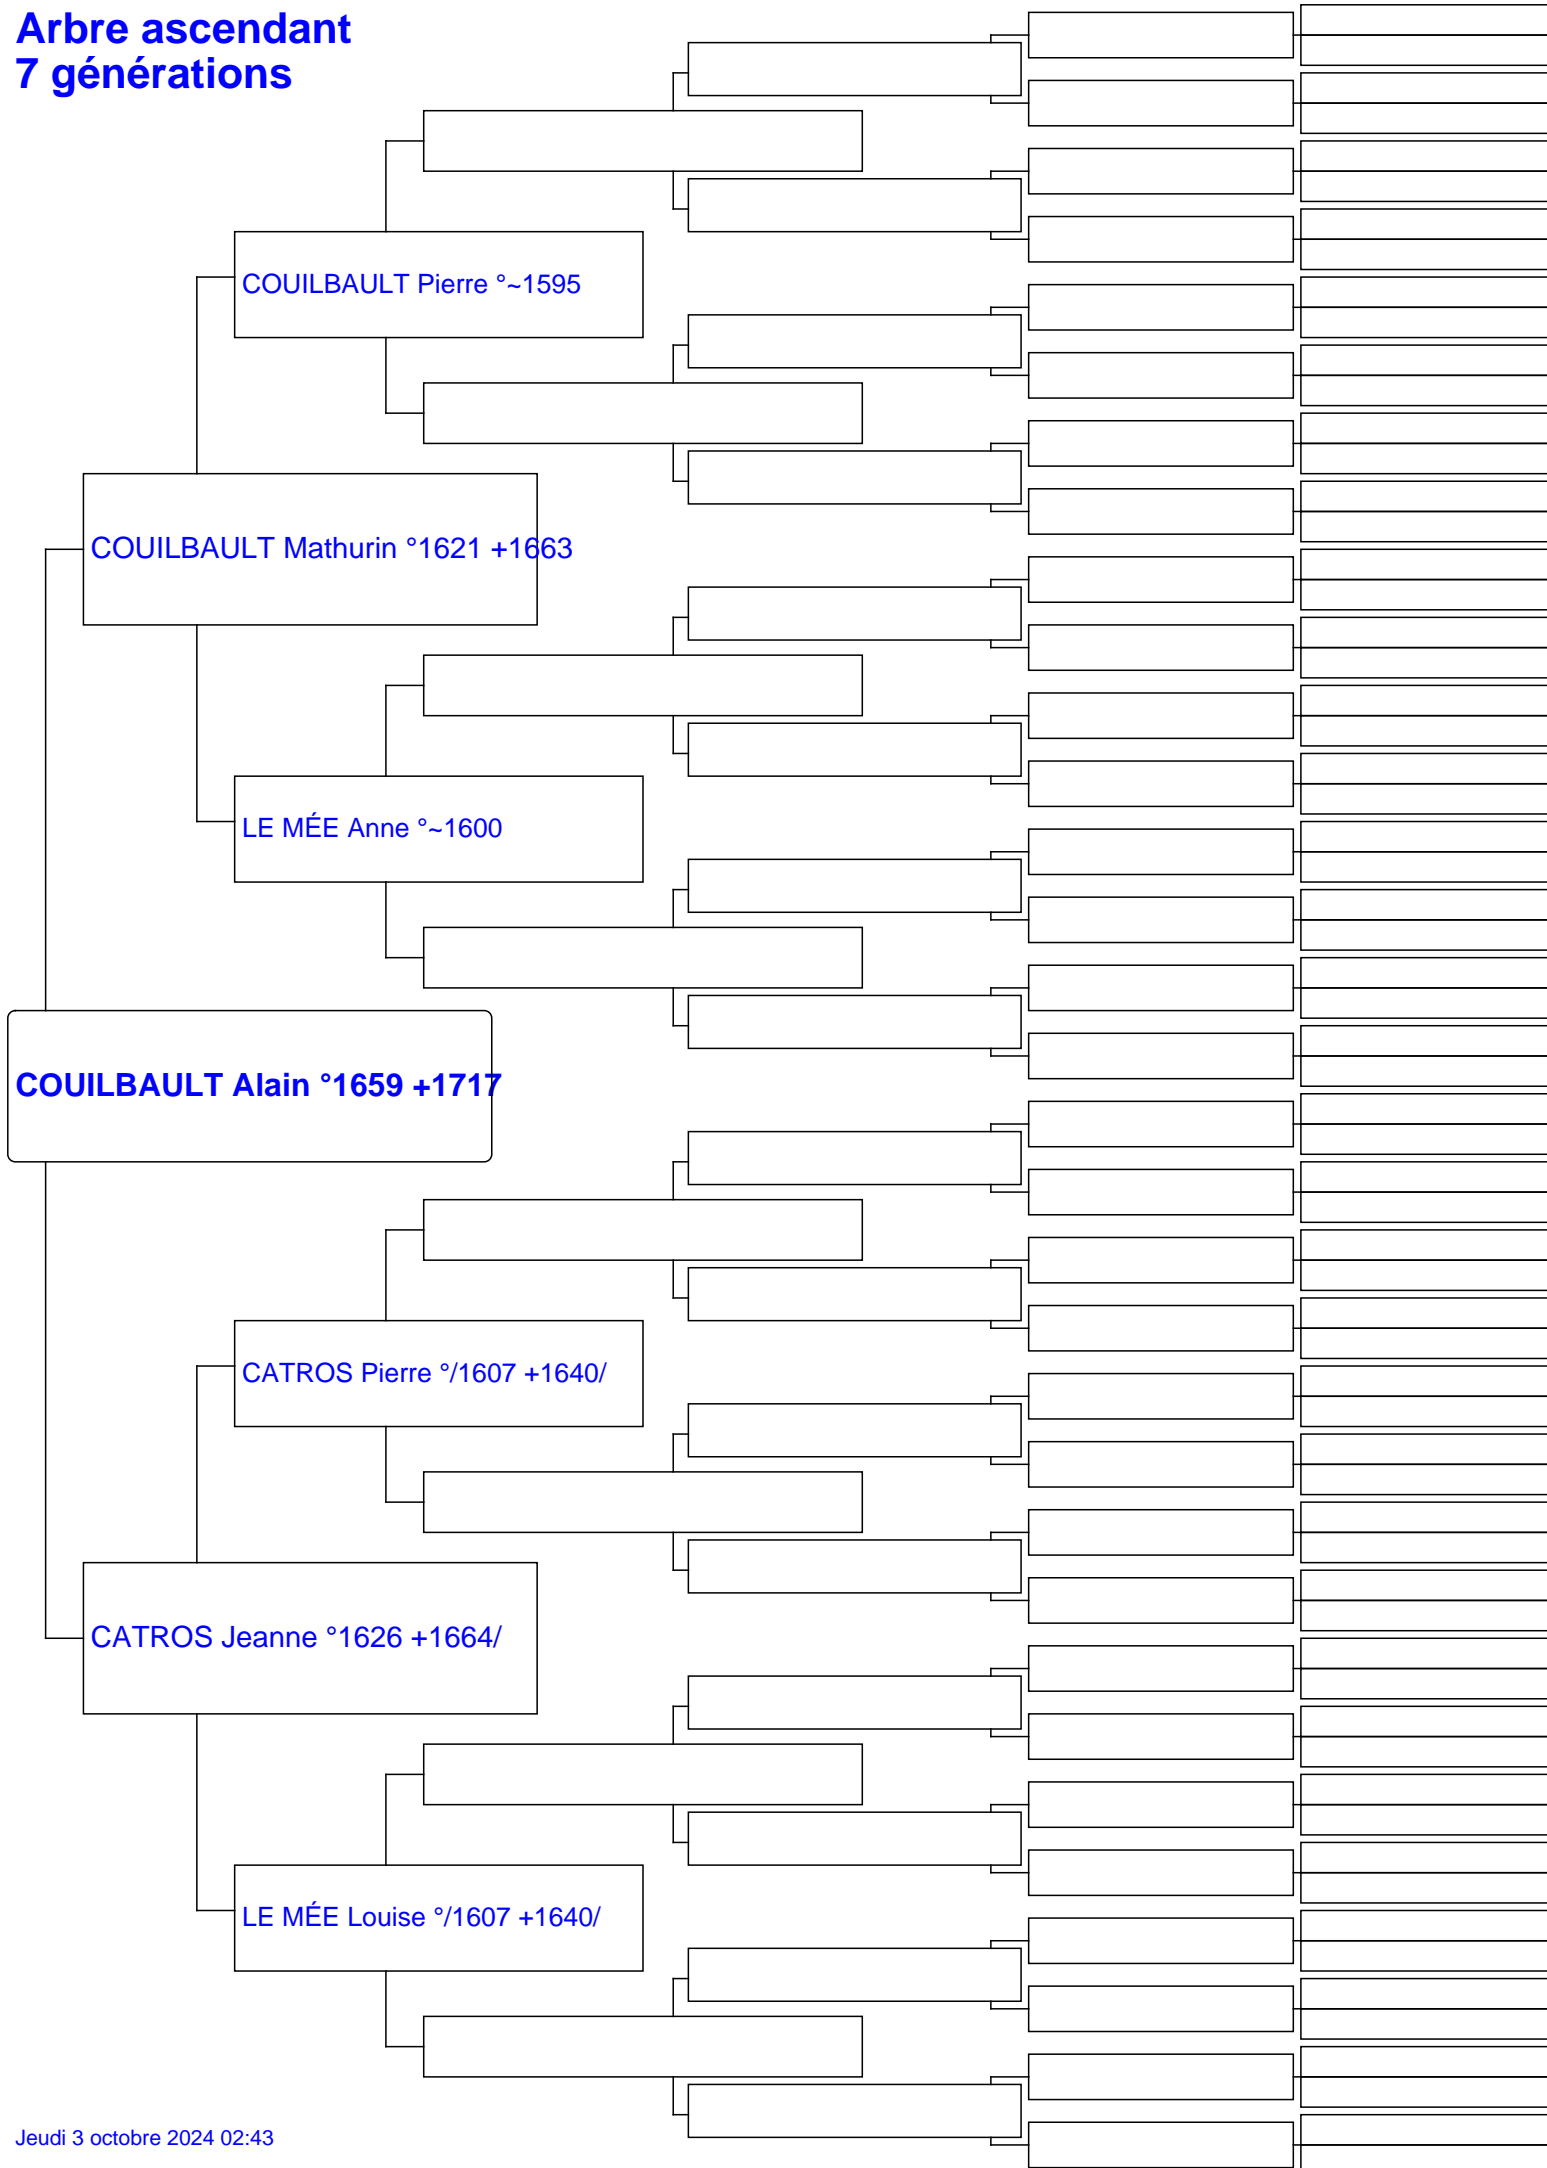 Arbre ascendant
7 générations
COUILBAULT Pierre °~1595
COUILBAULT Mathurin °1621 +1663
LE MÉE Anne °~1600
COUILBAULT Alain °1659 +1717
CATROS Pierre °/1607 +1640/
CATROS Jeanne °1626 +1664/
LE MÉE Louise °/1607 +1640/
Jeudi 3 octobre 2024 02:43